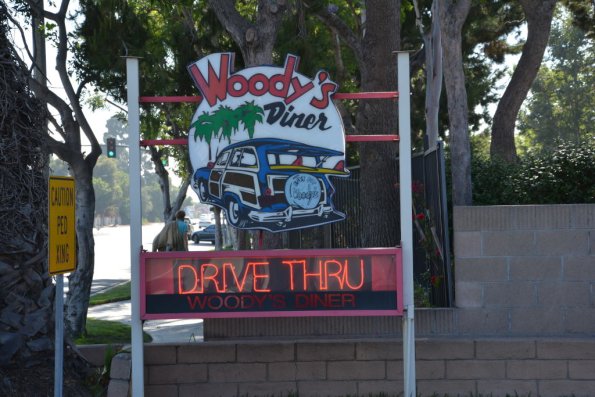 Woody's
Diner
DRIVE THRU
WOODY'S DINER
CAUTION
PED
XING